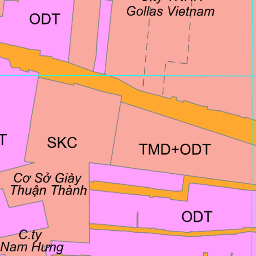 Gollas Vietnam
ODT
SKC
TMD+ODT
T
Cơ Sở Giày
Thuận Thành
ODT
C.ty
Nam Hưng